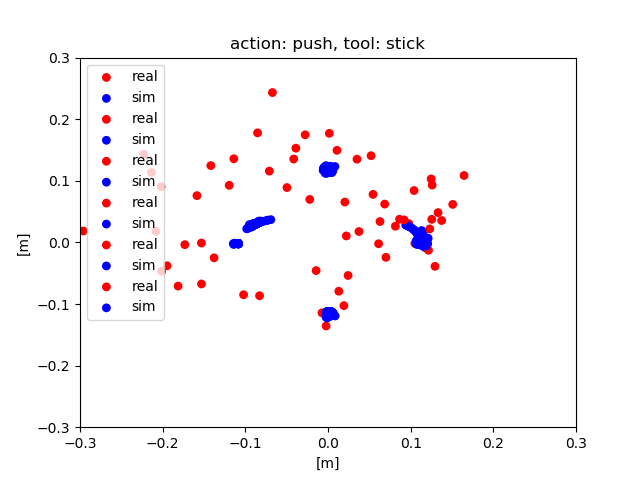 action: push, tool: stick
[m]
0.3
0.2
0.1
0.0
−0.1
−0.2
−0.3
real
sim
real
sim
real
sim
real
sim
real
sim
real
sim
−0.3
−0.2
−0.1
0.0
0.1
0.2
0.3
[m]